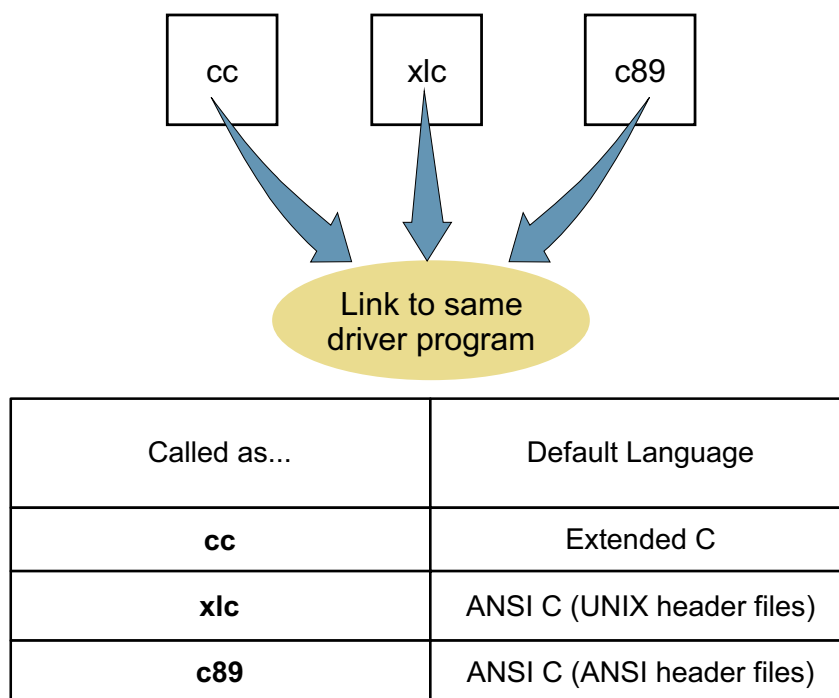 cc
xlc
c89
Link to same
driver program
Called as...
Default Language
cc
Extended C
xlc
ANSI C (UNIX header files)
c89
ANSI C (ANSI header files)